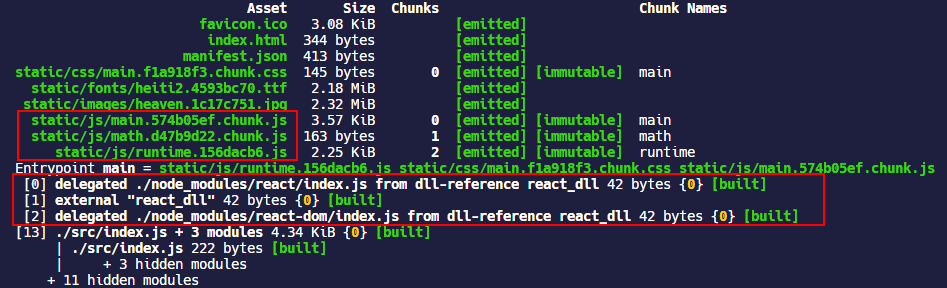 Asset Size Chunks Chunk Names
favicon.ico 3.08 KiB [emitted]
index.html 344 bytes [emitted]
manifest.json 413 bytes [emitted]
static/css/main.f1a918f3.chunk.css 145 bytes 0 [emitted] [immutable] main
static/fonts/heiti2.4593bc70.ttf 2.18 MiB [emitted]
static/images/heaven.1c17c751.jpg 2.32 MiB [emitted]
static/js/main.574b05ef.chunk.js 3.57 KiB 0 [emitted] [immutable] main
static/js/math.d47b9d22.chunk.js 163 bytes 1 [emitted] [immutable] math
static/js/runtime.156dacb6.js 2.25 KiB 2 [emitted] [immutable] runtime
Entrypoint main = static/js/runtime.156dacb6.js static/css/main.f1a918f3.chunk.css static/js/main.574b05ef.chunk.js
[0] delegated ./node_modules/react/index.js from dll-reference react_dll 42 bytes {0} [built]
[1] external "react_dll" 42 bytes {0} [built]
[2] delegated ./node_modules/react-dom/index.js from dll-reference react_dll 42 bytes {0} [built]
[13] ./src/index.js + 3 modules 4.34 KiB {0} [built]
| ./src/index.js 222 bytes [built]
| + 3 hidden modules
+ 11 hidden modules